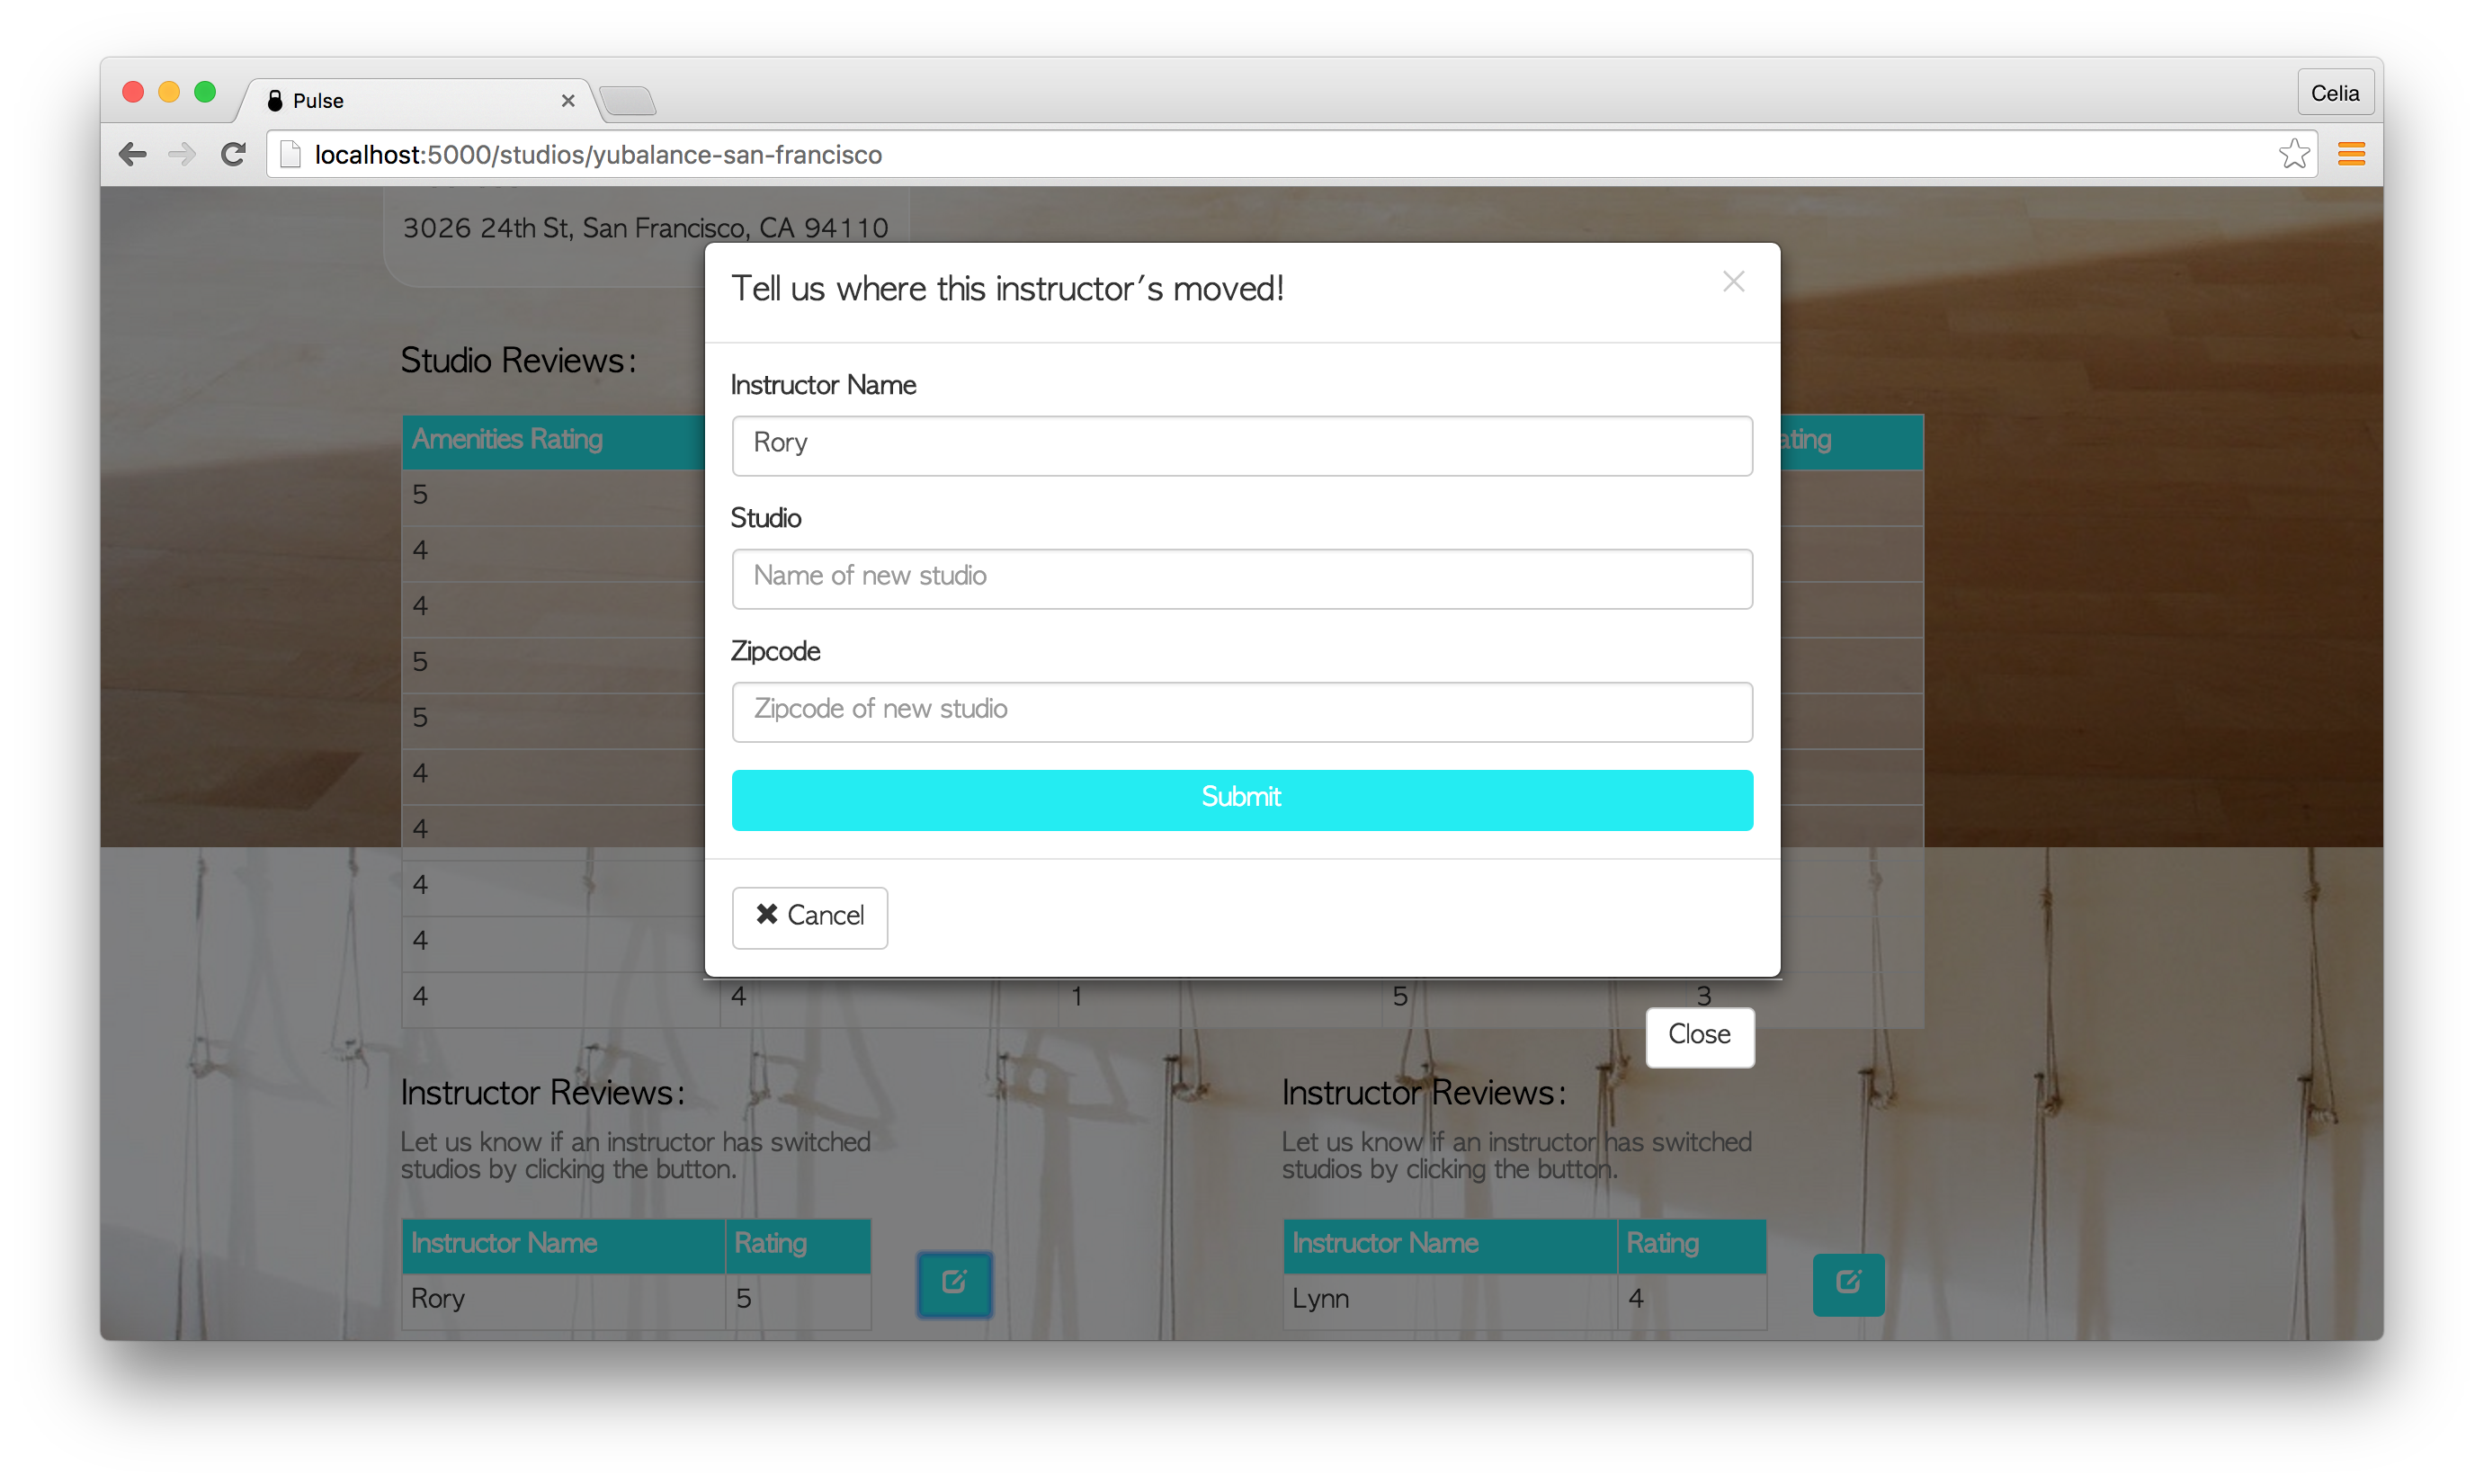 Pulse
Celia
localhost:5000/studios/yubalance-san-francisco
3026 24th St, San Francisco, CA 94110
Tell us where this instructor's moved!
Studio Reviews:
Instructor Name
Rory
Amenities Rating
5
Studio
4
Name of new studio
4
Zipcode
5
Zipcode of new studio
5
4
Submit
4
4
Cancel
4
4 4 1 5 3
Close
Instructor Reviews:
Let us know if an instructor has switched
studios by clicking the button.
Instructor Name Rating
Rory 5
Instructor Reviews:
Let us know if an instructor has switched
studios by clicking the button.
Instructor Name Rating
Lynn 4